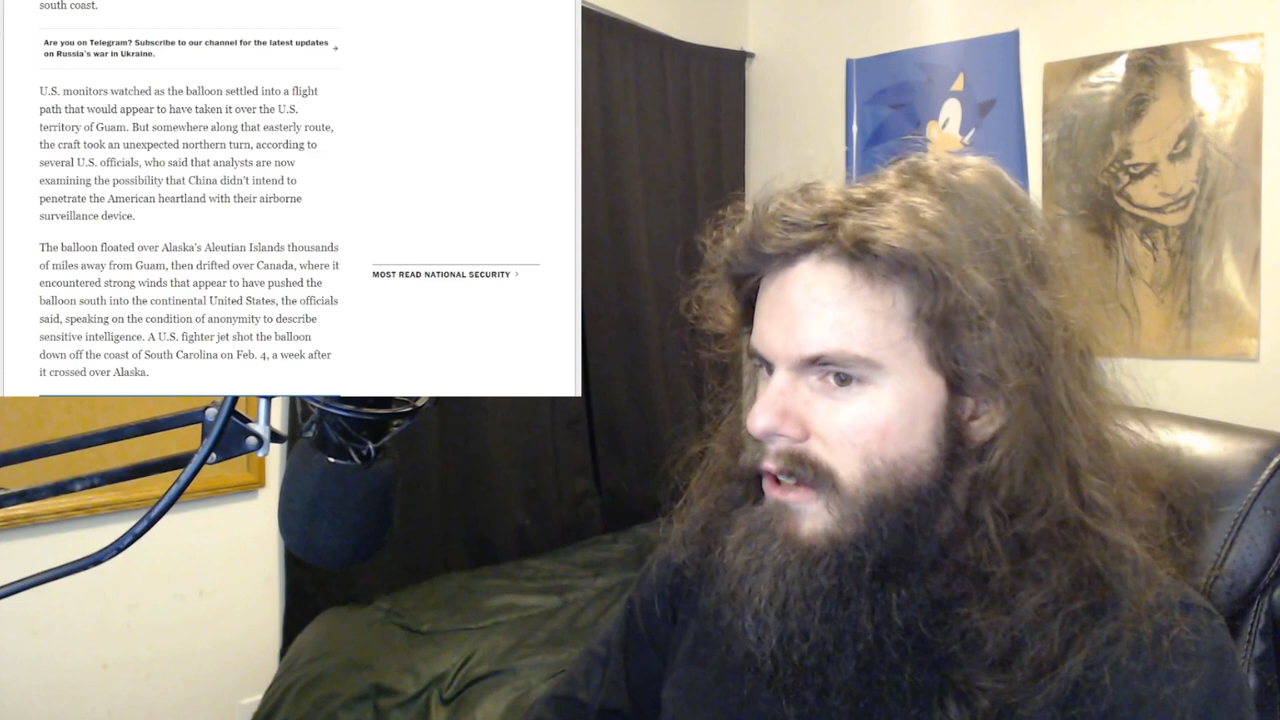 south coast.
Are you on Telegram? Subscribe to our channel for the latest updates
on Russia's war in Ukraine.
U.S. monitors watched as the balloon settled into a flight
path that would appear to have taken it over the U.S.
territory of Guam. But somewhere along that easterly route,
the craft took an unexpected northern turn, according to
several U.S. officials, who said that analysts are now
examining the possibility that China didn't intend to
penetrate the American heartland with their airborne
surveillance device.
The balloon floated over Alaska's Aleutian Islands thousands
of miles away from Guam, then drifted over Canada, where it
encountered strong winds that appear to have pushed the
balloon south into the continental United States, the officials
said, speaking on the condition of anonymity to describe
sensitive intelligence. A U.S. fighter jet shot the balloon
down off the coast of South Carolina on Feb. 4, a week after
it crossed over Alaska.
MOST READ NATIONAL SECURITY